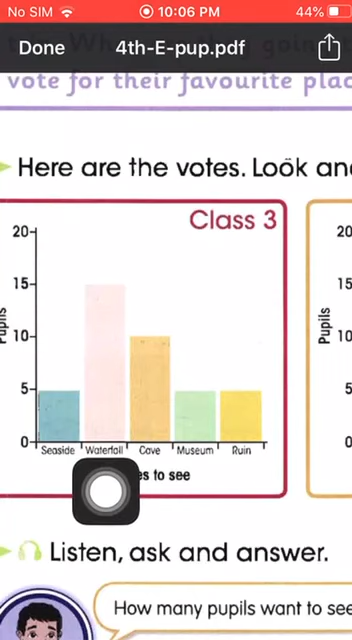 No SIM 10:06 PM 44%
Done 4th-E-pup.pdf
vote for their favourite plac
Here are the votes. Look an
Class 3
20 20
15 15
10 10
5 5
0 0
Pupils Pupils
Seaside Waterfall Cave Museum Ruin
es to see
Listen, ask and answer.
How many pupils want to see